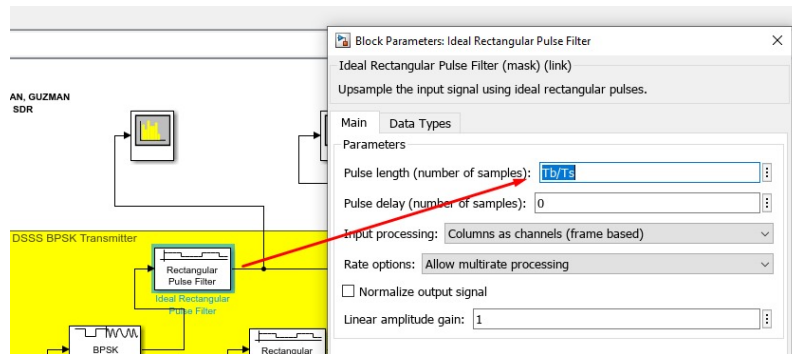 AN, GUZMAN
SDR
DSSS BPSK Transmitter
Rectangular
Pulse Filter
Ideal Rectangular
Pulse Filter
BPSK
Rectangular
Block Parameters: Ideal Rectangular Pulse Filter
Ideal Rectangular Pulse Filter (mask) (link)
Upsample the input signal using ideal rectangular pulses.
Main Data Types
Parameters
Pulse length (number of samples): Tb/Ts
Pulse delay (number of samples): 0
Input processing: Columns as channels (frame based)
Rate options: Allow multirate processing
Normalize output signal
Linear amplitude gain: 1